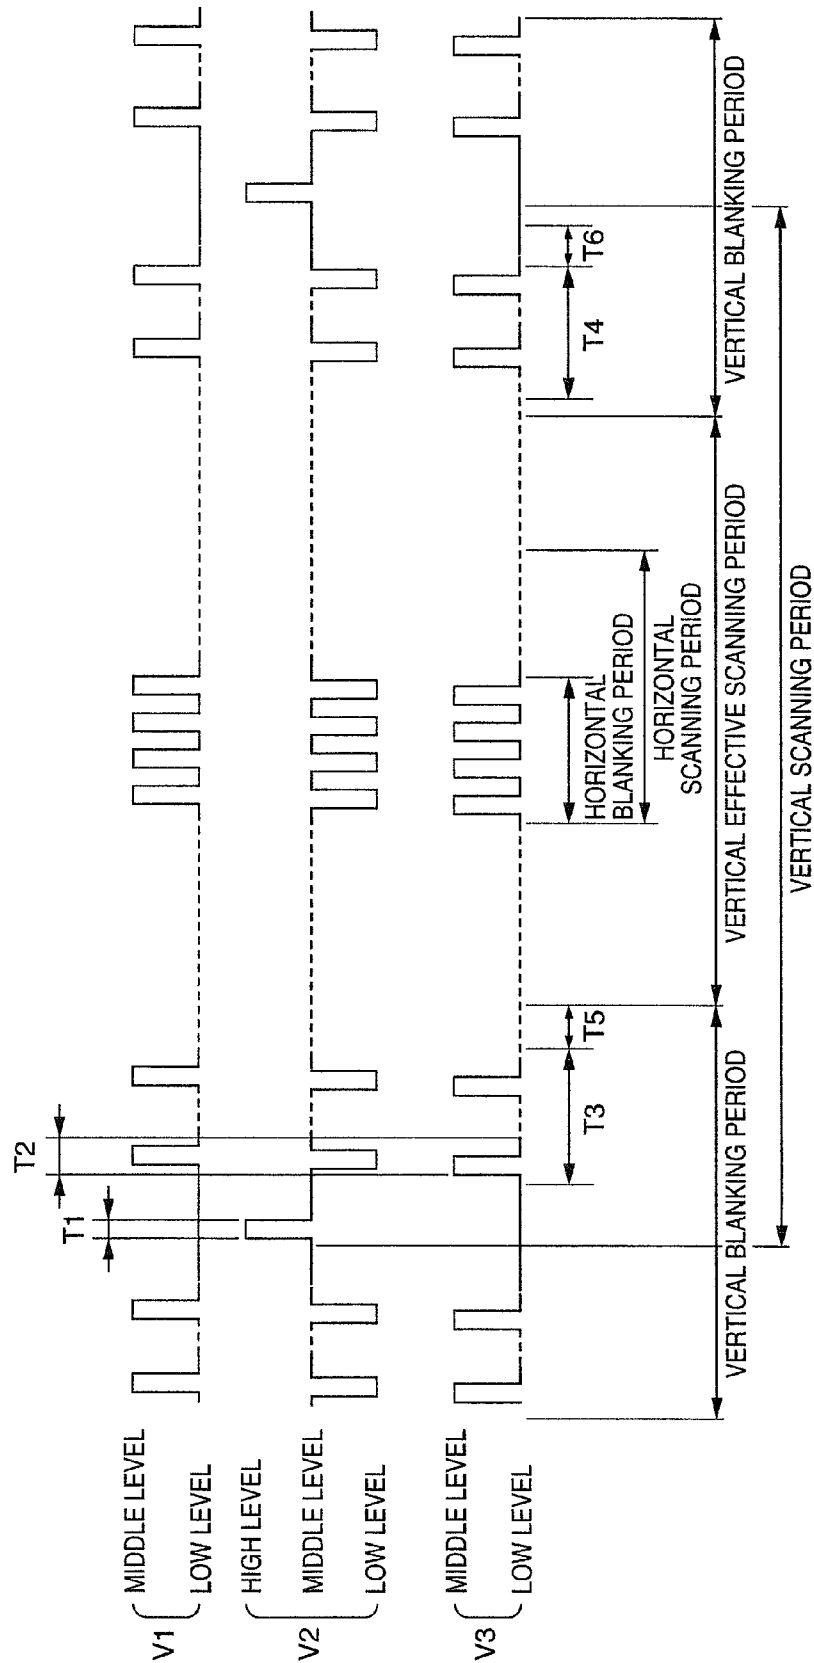 V1
MIDDLE LEVEL
LOW LEVEL
V2
HIGH LEVEL
MIDDLE LEVEL
LOW LEVEL
V3
MIDDLE LEVEL
LOW LEVEL
T2
T1
T3
T5
HORIZONTAL
BLANKING PERIOD
HORIZONTAL
SCANNING PERIOD
T4
T6
VERTICAL BLANKING PERIOD
VERTICAL EFFECTIVE SCANNING PERIOD
VERTICAL BLANKING PERIOD
VERTICAL SCANNING PERIOD